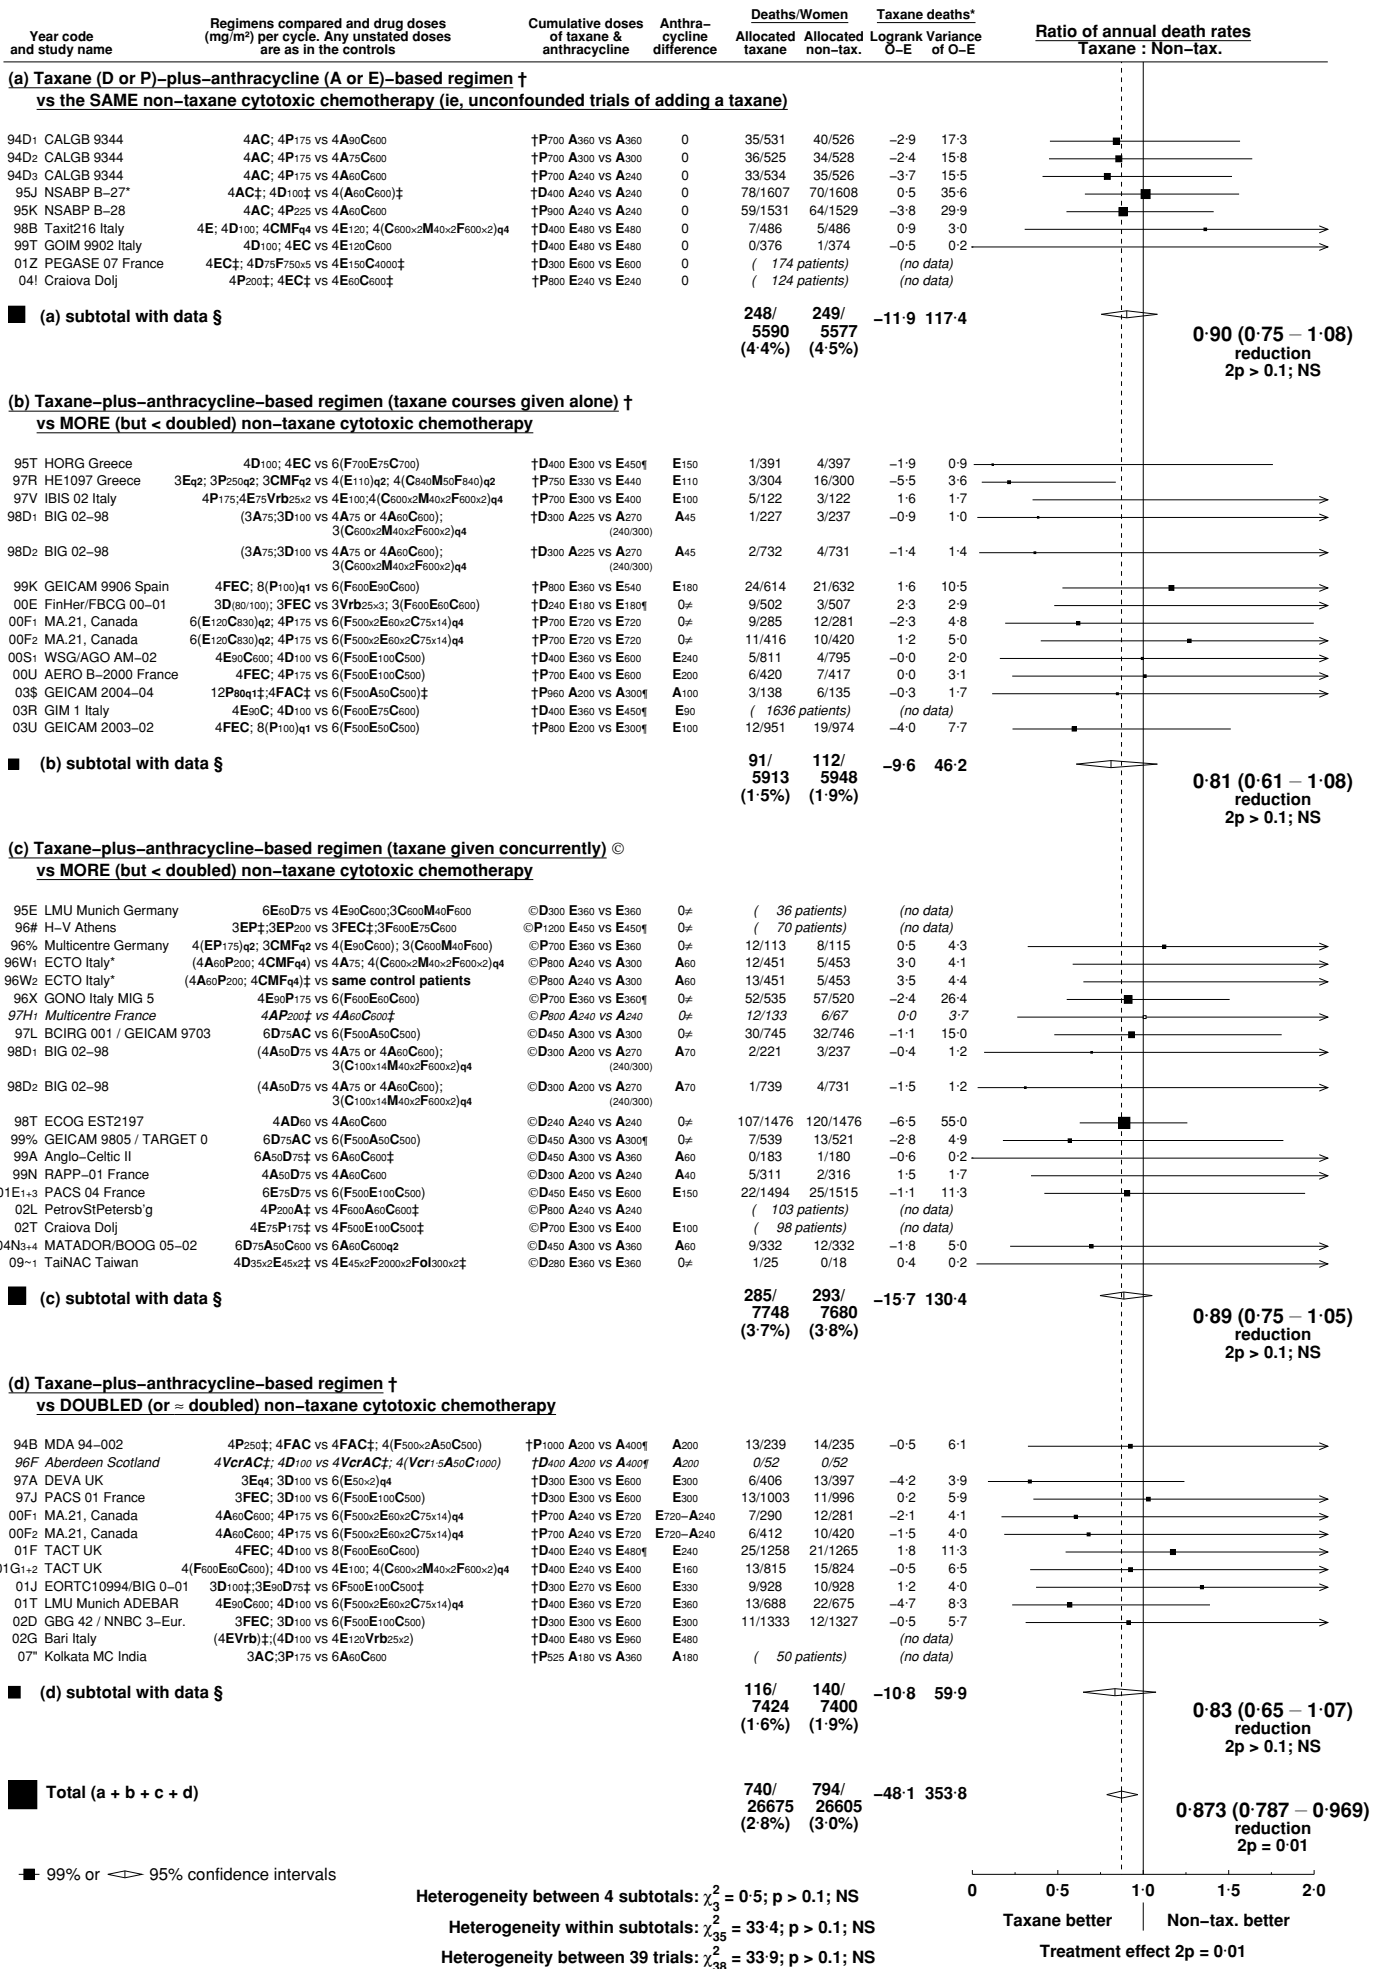 Year code and study name
Regimens compared and drug doses (mg/m²) per cycle. Any unstated doses are as in the controls
Cumulative doses of taxane & anthracycline
Anthra-cycline difference
Deaths/Women
Allocated taxane
Allocated non-tax.
Taxane deaths*
Logrank O−E
Variance of O−E
Ratio of annual death rates
Taxane : Non-tax.
(a) Taxane (D or P)−plus−anthracycline (A or E)−based regimen †
vs the SAME non−taxane cytotoxic chemotherapy (ie, unconfounded trials of adding a taxane)
94D1 CALGB 9344 4AC; 4P175 vs 4A90C600 †P700 A360 vs A360 0 35/531 40/526 −2·9 17·3
94D2 CALGB 9344 4AC; 4P175 vs 4A75C600 †P700 A300 vs A300 0 36/525 34/528 −2·4 15·8
94D3 CALGB 9344 4AC; 4P175 vs 4A60C600 †P700 A240 vs A240 0 33/534 35/526 −3·7 15·5
95J NSABP B−27* 4AC‡; 4D100‡ vs 4(A60C600)‡ †D400 A240 vs A240 0 78/1607 70/1608 0·5 35·6
95K NSABP B−28 4AC; 4P225 vs 4A60C600 †P900 A240 vs A240 0 59/1531 64/1529 −3·8 29·9
98B Taxit216 Italy 4E; 4D100; 4CMFq4 vs 4E120; 4(C600x2M40x2F600x2)q4 †D400 E480 vs E480 0 7/486 5/486 0·9 3·0
99T GOIM 9902 Italy 4D100; 4EC vs 4E120C600 †D400 E480 vs E480 0 0/376 1/374 −0·5 0·2
01Z PEGASE 07 France 4EC‡; 4D75F750x5 vs 4E150C4000‡ †D300 E600 vs E600 0 ( 174 patients) (no data)
04! Craiova Dolj 4P200‡; 4EC‡ vs 4E60C600‡ †P800 E240 vs E240 0 ( 124 patients) (no data)
(a) subtotal with data § 248/5590 (4·4%) 249/5577 (4·5%) −11·9 117·4
0·90 (0·75 − 1·08)
reduction
2p > 0.1; NS
(b) Taxane−plus−anthracycline−based regimen (taxane courses given alone) †
vs MORE (but < doubled) non−taxane cytotoxic chemotherapy
95T HORG Greece 4D100; 4EC vs 6(F700E75C700) †D400 E300 vs E450¶ E150 1/391 4/397 −1·9 0·9
97R HE1097 Greece 3Eq2; 3P250q2; 3CMFq2 vs 4(E110)q2; 4(C840M50F840)q2 †P750 E330 vs E440 E110 3/304 16/300 −5·5 3·6
97V IBIS 02 Italy 4P175;4E75Vrb25x2 vs 4E100;4(C600x2M40x2F600x2)q4 †P700 E300 vs E400 E100 5/122 3/122 1·6 1·7
98D1 BIG 02−98 (3A75;3D100 vs 4A75 or 4A60C600); †D300 A225 vs A270 A45 1/227 3/237 −0·9 1·0
3(C600x2M40x2F600x2)q4 (240/300)
98D2 BIG 02−98 (3A75;3D100 vs 4A75 or 4A60C600); †D300 A225 vs A270 A45 2/732 4/731 −1·4 1·4
3(C600x2M40x2F600x2)q4 (240/300)
99K GEICAM 9906 Spain 4FEC; 8(P100)q1 vs 6(F600E90C600) †P800 E360 vs E540 E180 24/614 21/632 1·6 10·5
00E FinHer/FBCG 00−01 3D(80/100); 3FEC vs 3Vrb25x3; 3(F600E60C600) †D240 E180 vs E180¶ 0≠ 9/502 3/507 2·3 2·9
00F1 MA.21, Canada 6(E120C830)q2; 4P175 vs 6(F500x2E60x2C75x14)q4 †P700 E720 vs E720 0≠ 9/285 12/281 −2·3 4·8
00F2 MA.21, Canada 6(E120C830)q2; 4P175 vs 6(F500x2E60x2C75x14)q4 †P700 E720 vs E720 0≠ 11/416 10/420 1·2 5·0
00S1 WSG/AGO AM−02 4E90C600; 4D100 vs 6(F500E100C500) †D400 E360 vs E600 E240 5/811 4/795 −0·0 2·0
00U AERO B−2000 France 4FEC; 4P175 vs 6(F500E100C500) †P700 E400 vs E600 E200 6/420 7/417 0·0 3·1
03$ GEICAM 2004−04 12P80q1‡;4FAC‡ vs 6(F500A50C500)‡ †P960 A200 vs A300¶ A100 3/138 6/135 −0·3 1·7
03R GIM 1 Italy 4E90C; 4D100 vs 6(F600E75C600) †D400 E360 vs E450¶ E90 ( 1636 patients) (no data)
03U GEICAM 2003−02 4FEC; 8(P100)q1 vs 6(F500E50C500) †P800 E200 vs E300¶ E100 12/951 19/974 −4·0 7·7
(b) subtotal with data § 91/5913 (1·5%) 112/5948 (1·9%) −9·6 46·2
0·81 (0·61 − 1·08)
reduction
2p > 0.1; NS
(c) Taxane−plus−anthracycline−based regimen (taxane given concurrently) ©
vs MORE (but < doubled) non−taxane cytotoxic chemotherapy
95E LMU Munich Germany 6E60D75 vs 4E90C600;3C600M40F600 ©D300 E360 vs E360 0≠ ( 36 patients) (no data)
96# H−V Athens 3EP‡;3EP200 vs 3FEC‡;3F600E75C600 ©P1200 E450 vs E450¶ 0≠ ( 70 patients) (no data)
96% Multicentre Germany 4(EP175)q2; 3CMFq2 vs 4(E90C600); 3(C600M40F600) ©P700 E360 vs E360 0≠ 12/113 8/115 0·5 4·3
96W1 ECTO Italy* (4A60P200; 4CMFq4) vs 4A75; 4(C600x2M40x2F600x2)q4 ©P800 A240 vs A300 A60 12/451 5/453 3·0 4·1
96W2 ECTO Italy* (4A60P200; 4CMFq4)‡ vs same control patients ©P800 A240 vs A300 A60 13/451 5/453 3·5 4·4
96X GONO Italy MIG 5 4E90P175 vs 6(F600E60C600) ©P700 E360 vs E360¶ 0≠ 52/535 57/520 −2·4 26·4
97H1 Multicentre France 4AP200‡ vs 4A60C600‡ ©P800 A240 vs A240 0≠ 12/133 6/67 0·0 3·7
97L BCIRG 001 / GEICAM 9703 6D75AC vs 6(F500A50C500) ©D450 A300 vs A300 0≠ 30/745 32/746 −1·1 15·0
98D1 BIG 02−98 (4A50D75 vs 4A75 or 4A60C600); ©D300 A200 vs A270 A70 2/221 3/237 −0·4 1·2
3(C100x14M40x2F600x2)q4 (240/300)
98D2 BIG 02−98 (4A50D75 vs 4A75 or 4A60C600); ©D300 A200 vs A270 A70 1/739 4/731 −1·5 1·2
3(C100x14M40x2F600x2)q4 (240/300)
98T ECOG EST2197 4AD60 vs 4A60C600 ©D240 A240 vs A240 0≠ 107/1476 120/1476 −6·5 55·0
99% GEICAM 9805 / TARGET 0 6D75AC vs 6(F500A50C500) ©D450 A300 vs A300¶ 0≠ 7/539 13/521 −2·8 4·9
99A Anglo−Celtic II 6A50D75‡ vs 6A60C600‡ ©D450 A300 vs A360 A60 0/183 1/180 −0·6 0·2
99N RAPP−01 France 4A50D75 vs 4A60C600 ©D300 A200 vs A240 A40 5/311 2/316 1·5 1·7
01E1+3 PACS 04 France 6E75D75 vs 6(F500E100C500) ©D450 E450 vs E600 E150 22/1494 25/1515 −1·1 11·3
02L PetrovStPetersb'g 4P200A‡ vs 4F600A60C600‡ ©P800 A240 vs A240 ( 103 patients) (no data)
02T Craiova Dolj 4E75P175‡ vs 4F500E100C500‡ ©P700 E300 vs E400 E100 ( 98 patients) (no data)
04N3+4 MATADOR/BOOG 05−02 6D75A50C600 vs 6A60C600q2 ©D450 A300 vs A360 A60 9/332 12/332 −1·8 5·0
09~1 TaiNAC Taiwan 4D35x2E45x2‡ vs 4E45x2F2000x2Fol300x2‡ ©D280 E360 vs E360 0≠ 1/25 0/18 0·4 0·2
(c) subtotal with data § 285/7748 (3·7%) 293/7680 (3·8%) −15·7 130·4
0·89 (0·75 − 1·05)
reduction
2p > 0.1; NS
(d) Taxane−plus−anthracycline−based regimen †
vs DOUBLED (or ≈ doubled) non−taxane cytotoxic chemotherapy
94B MDA 94−002 4P250‡; 4FAC vs 4FAC‡; 4(F500×2A50C500) †P1000 A200 vs A400¶ A200 13/239 14/235 −0·5 6·1
96F Aberdeen Scotland 4VcrAC‡; 4D100 vs 4VcrAC‡; 4(Vcr1·5A50C1000) †D400 A200 vs A400¶ A200 0/52 0/52
97A DEVA UK 3Eq4; 3D100 vs 6(E50×2)q4 †D300 E300 vs E600 E300 6/406 13/397 −4·2 3·9
97J PACS 01 France 3FEC; 3D100 vs 6(F500E100C500) †D300 E300 vs E600 E300 13/1003 11/996 0·2 5·9
00F1 MA.21, Canada 4A60C600; 4P175 vs 6(F500x2E60x2C75x14)q4 †P700 A240 vs E720 E720−A240 7/290 12/281 −2·1 4·1
00F2 MA.21, Canada 4A60C600; 4P175 vs 6(F500x2E60x2C75x14)q4 †P700 A240 vs E720 E720−A240 6/412 10/420 −1·5 4·0
01F TACT UK 4FEC; 4D100 vs 8(F600E60C600) †D400 E240 vs E480¶ E240 25/1258 21/1265 1·8 11·3
01G1+2 TACT UK 4(F600E60C600); 4D100 vs 4E100; 4(C600×2M40×2F600×2)q4 †D400 E240 vs E400 E160 13/815 15/824 −0·5 6·5
01J EORTC10994/BIG 0−01 3D100‡;3E90D75‡ vs 6F500E100C500‡ †D300 E270 vs E600 E330 9/928 10/928 1·2 4·0
01T LMU Munich ADEBAR 4E90C600; 4D100 vs 6(F500x2E60x2C75x14)q4 †D400 E360 vs E720 E360 13/688 22/675 −4·7 8·3
02D GBG 42 / NNBC 3−Eur. 3FEC; 3D100 vs 6(F500E100C500) †D300 E300 vs E600 E300 11/1333 12/1327 −0·5 5·7
02G Bari Italy (4EVrb)‡;(4D100 vs 4E120Vrb25x2) †D400 E480 vs E960 E480 (no data)
07" Kolkata MC India 3AC;3P175 vs 6A60C600 †P525 A180 vs A360 A180 ( 50 patients) (no data)
(d) subtotal with data § 116/7424 (1·6%) 140/7400 (1·9%) −10·8 59·9
0·83 (0·65 − 1·07)
reduction
2p > 0.1; NS
Total (a + b + c + d) 740/26675 (2·8%) 794/26605 (3·0%) −48·1 353·8
0·873 (0·787 − 0·969)
reduction
2p = 0·01
99% or 95% confidence intervals
0 0·5 1·0 1·5 2·0
Taxane better Non−tax. better
Treatment effect 2p = 0·01
Heterogeneity between 4 subtotals: χ²₃ = 0·5; p > 0.1; NS
Heterogeneity within subtotals: χ²₃₅ = 33·4; p > 0.1; NS
Heterogeneity between 39 trials: χ²₃₈ = 33·9; p > 0.1; NS